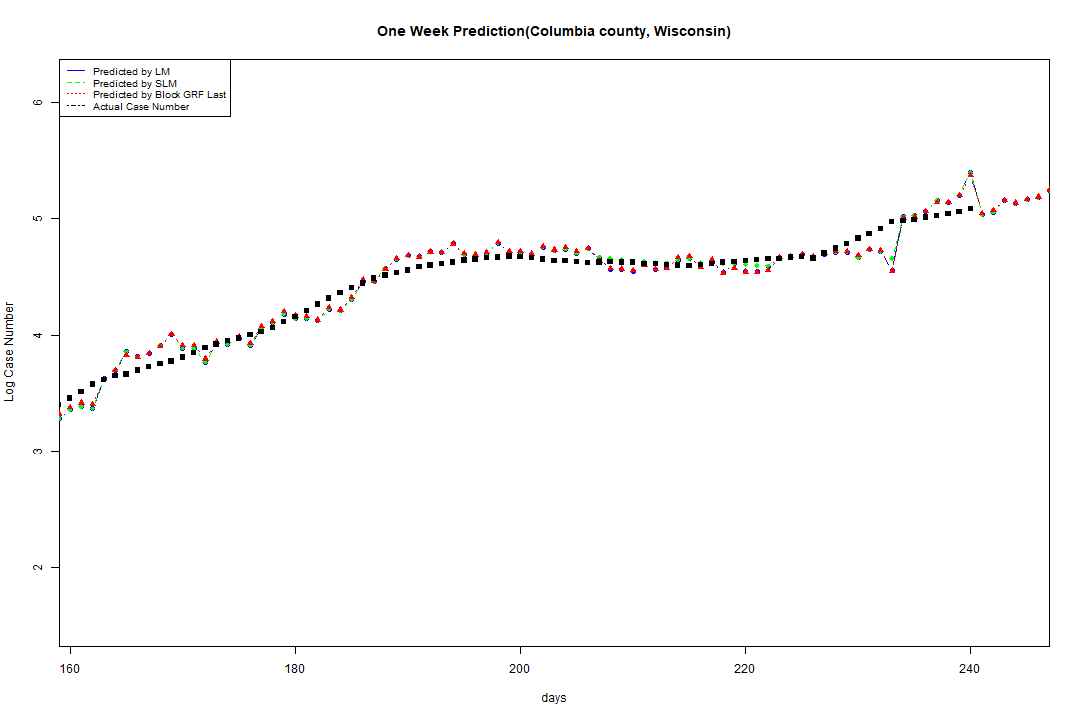 One Week Prediction(Columbia county, Wisconsin)
Predicted by LM
Predicted by SLM
Predicted by Block GRF Last
Actual Case Number
6
5
4
3
2
Log Case Number
160 180 200 220 240
days